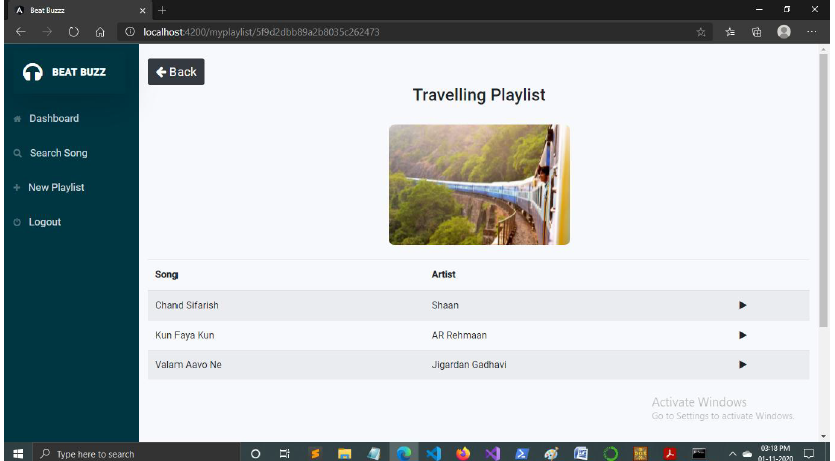 Beat Buzzz
localhost:4200/myplaylist/5f9d2dbb89a2b8035c262473
BEAT BUZZ
Dashboard
Search Song
New Playlist
Logout
Back
Travelling Playlist
Song Artist
Chand Sifarish Shaan
Kun Faya Kun AR Rehmaan
Valam Aavo Ne Jigardan Gadhavi
Activate Windows
Go to Settings to activate Windows.
Type here to search
03:18 PM
01-11-2020